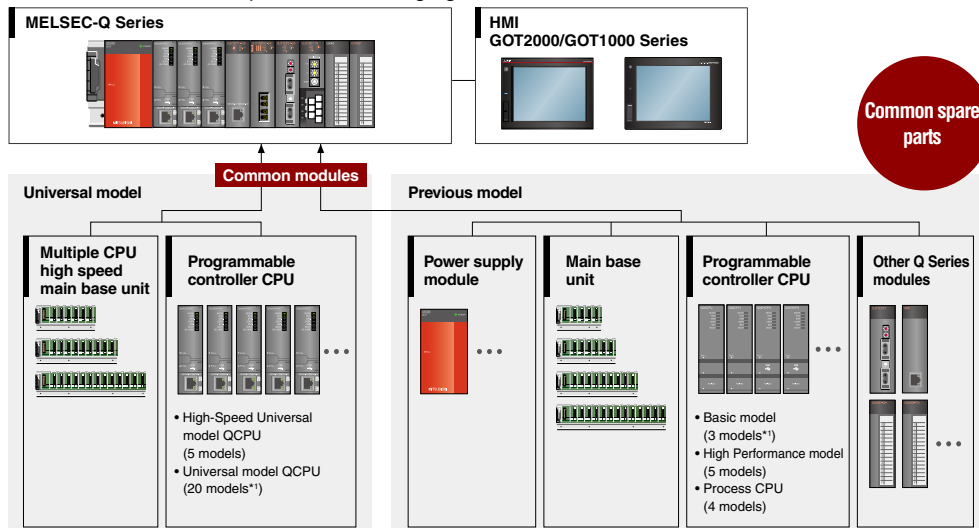 MELSEC-Q Series
HMI
GOT2000/GOT1000 Series
Common spare
parts
Common modules
Universal model
Multiple CPU
high speed
main base unit
Programmable
controller CPU
• High-Speed Universal
model QCPU
(5 models)
• Universal model QCPU
(20 models*1)
Previous model
Power supply
module
Main base
unit
Programmable
controller CPU
• Basic model
(3 models*1)
• High Performance model
(5 models)
• Process CPU
(4 models)
Other Q Series
modules